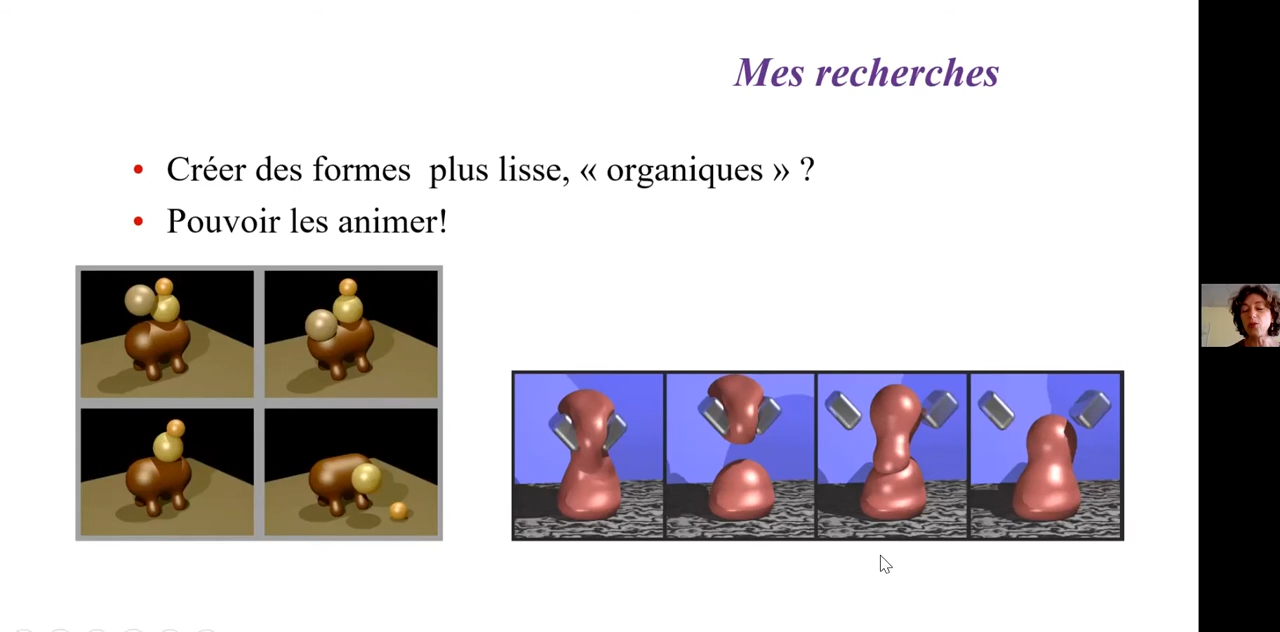 Mes recherches
• Créer des formes plus lisse, « organiques » ?
• Pouvoir les animer!